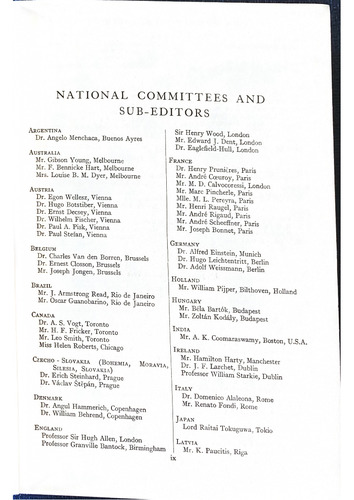 NATIONAL COMMITTEES AND
SUB-EDITORS
ARGENTINA
Dr. Angelo Menchaca, Buenos Ayres
AUSTRALIA
Mr. Gibson Young, Melbourne
Mr. F. Bennicke Hart, Melbourne
Mrs. Louise B. M. Dyer, Melbourne
AUSTRIA
Dr. Egon Wellesz, Vienna
Dr. Hugo Botstiber, Vienna
Dr. Ernst Decsey, Vienna
Dr. Wilhelm Fischer, Vienna
Dr. Paul A. Pisk, Vienna
Dr. Paul Stefan, Vienna
BELGIUM
Dr. Charles Van den Borren, Brussels
Dr. Ernest Closson, Brussels
Mr. Joseph Jongen, Brussels
BRAZIL
Mr. J. Armstrong Read, Rio de Janeiro
Mr. Oscar Guanabarino, Rio de Janeiro
CANADA
Dr. A. S. Vogt, Toronto
Mr. H. F. Fricker, Toronto
Mr. Leo Smith, Toronto
Miss Helen Roberts, Chicago
CZECHO-SLOVAKIA (BOHEMIA, MORAVIA,
SILESIA, SLOVAKIA)
Dr. Erich Steinhard, Prague
Dr. Václav Štěpán, Prague
DENMARK
Dr. Angul Hammerich, Copenhagen
Dr. William Behrend, Copenhagen
ENGLAND
Professor Sir Hugh Allen, London
Professor Granville Bantock, Birmingham
Sir Henry Wood, London
Mr. Edward J. Dent, London
Dr. Eaglefield-Hull, London
FRANCE
Dr. Henry Prunières, Paris
Mr. André Cœuroy, Paris
Mr. M. D. Calvocoressi, London
Mr. Marc Pincherle, Paris
Mlle. M. L. Pereyra, Paris
Mr. Henri Raugel, Paris
Mr. André Rigaud, Paris
Mr. André Schæffner, Paris
Mr. Joseph Bonnet, Paris
GERMANY
Dr. Alfred Einstein, Munich
Dr. Hugo Leichtentritt, Berlin
Dr. Adolf Weissmann, Berlin
HOLLAND
Mr. William Pijper, Bilthoven, Holland
HUNGARY
Mr. Béla Bartók, Budapest
Mr. Zoltán Kodály, Budapest
INDIA
Mr. A. K. Coomaraswamy, Boston, U.S.A.
IRELAND
Mr. Hamilton Harty, Manchester
Dr. J. F. Larchet, Dublin
Professor William Starkie, Dublin
ITALY
Dr. Domenico Alaleona, Rome
Mr. Renato Fondi, Rome
JAPAN
Lord Raitai Tokuguwa, Tokio
LATVIA
Mr. K. Paucitis, Riga
ix